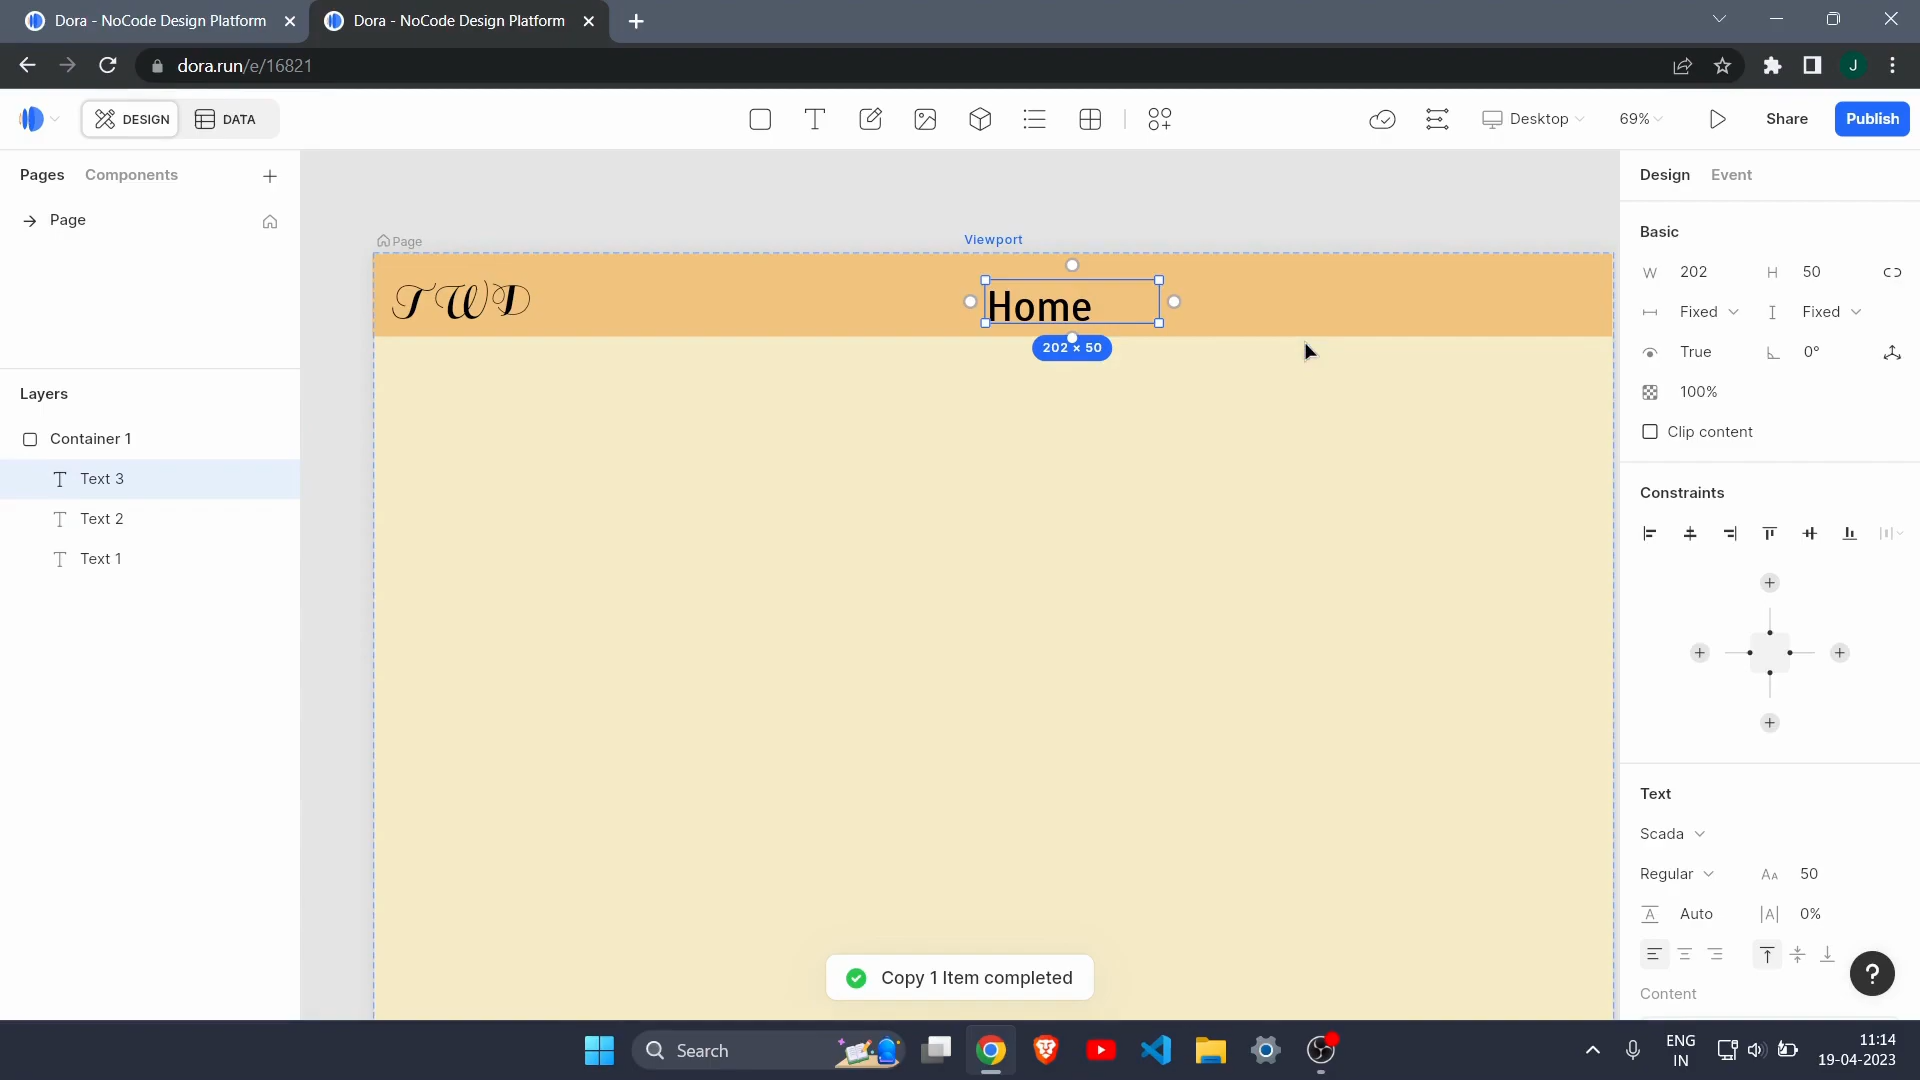 Dora - NoCode Design Platform
Dora - NoCode Design Platform
dora.run/e/16821
J
DESIGN
DATA
Desktop
69%
Share
Publish
Pages
Components
Page
Layers
Container 1
Text 3
Text 2
Text 1
Page
Viewport
TWD
Home
202 × 50
Copy 1 Item completed
Design
Event
Basic
W 202
H 50
Fixed
Fixed
True
0°
100%
Clip content
Constraints
Text
Scada
Regular
50
Auto
0%
Content
?
Search
ENG
IN
11:14
19-04-2023